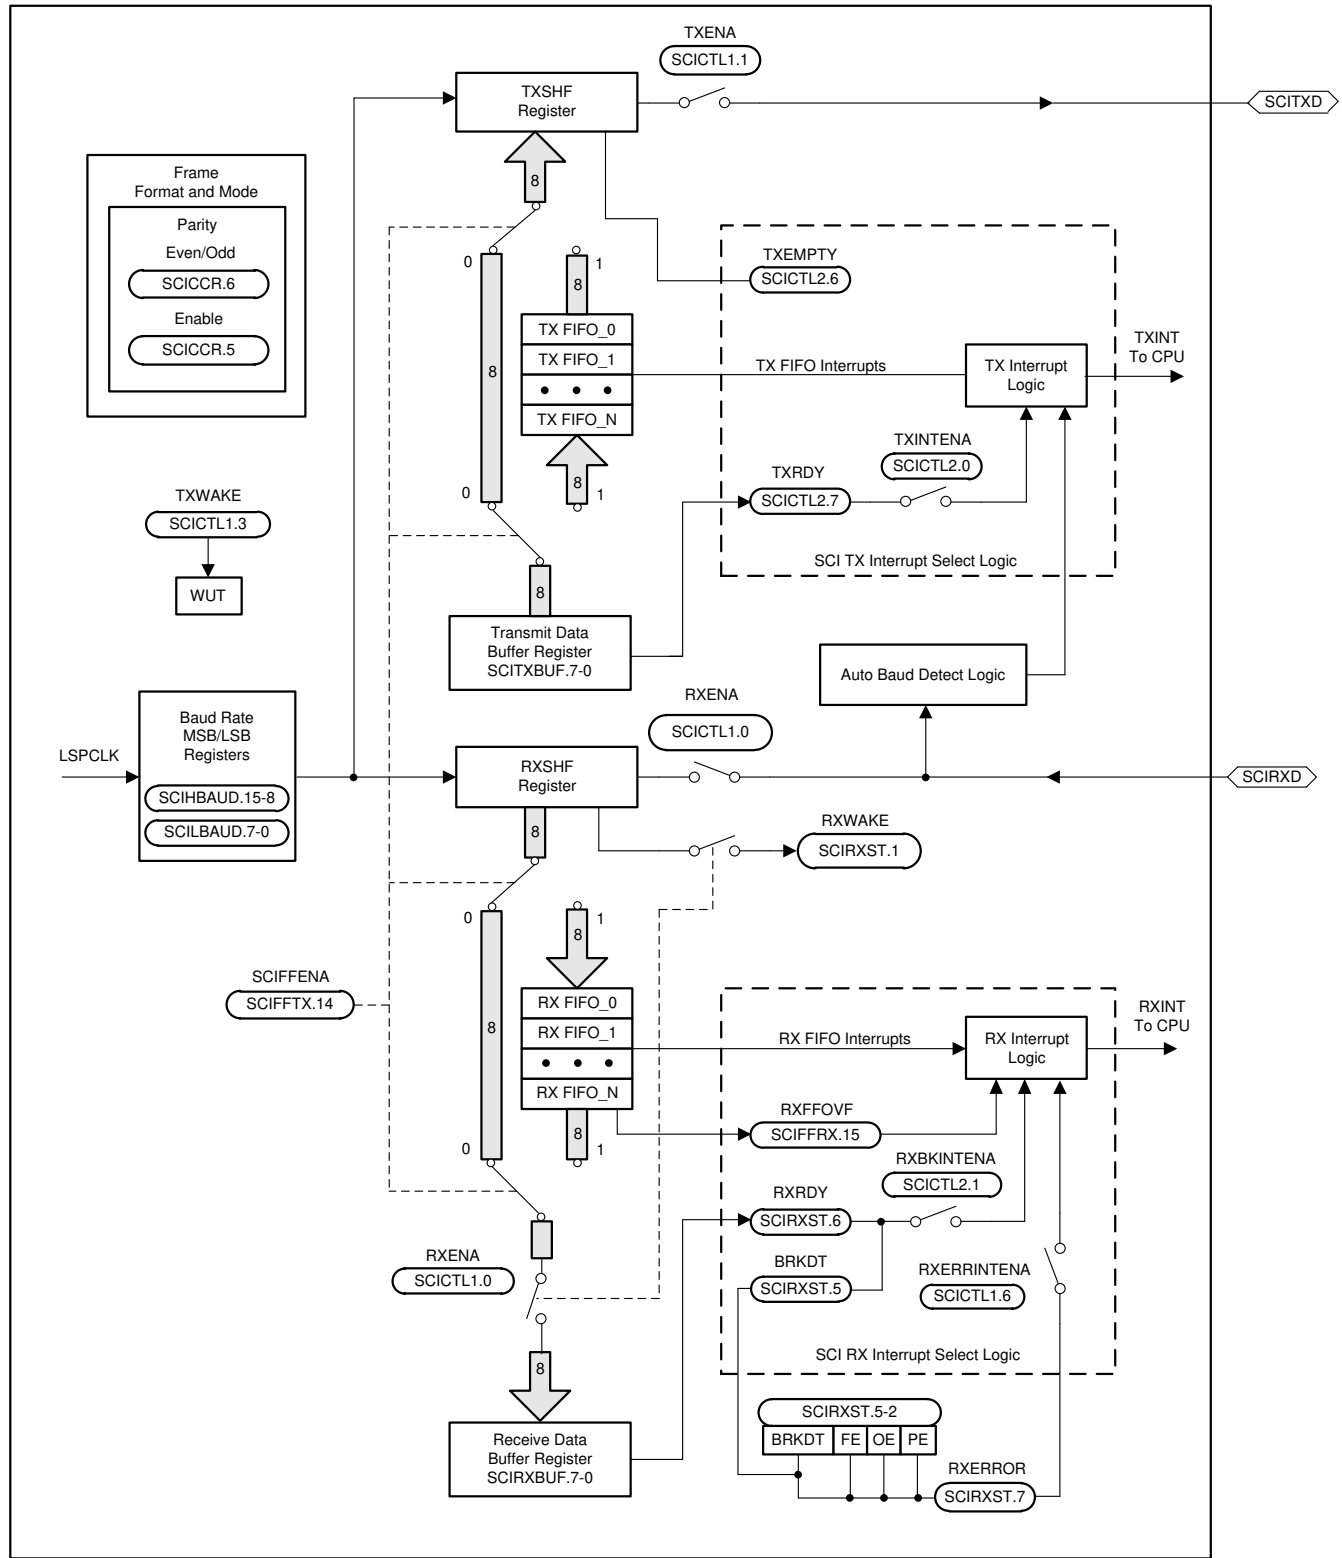 TXENA
SCICTL1.1
TXSHF
Register
SCITXD
Frame
Format and Mode
Parity
Even/Odd
SCICCR.6
Enable
SCICCR.5
8
0
1
8
TX FIFO_0
TX FIFO_1
TX FIFO_N
8
8
0
1
TXEMPTY
SCICTL2.6
TX FIFO Interrupts
TX Interrupt
Logic
TXINT
To CPU
TXINTENA
SCICTL2.0
TXRDY
SCICTL2.7
SCI TX Interrupt Select Logic
TXWAKE
SCICTL1.3
WUT
8
Transmit Data
Buffer Register
SCITXBUF.7-0
Auto Baud Detect Logic
RXENA
SCICTL1.0
LSPCLK
Baud Rate
MSB/LSB
Registers
SCIHBAUD.15-8
SCILBAUD.7-0
RXSHF
Register
SCIRXD
8
RXWAKE
SCIRXST.1
0
1
8
SCIFFENA
SCIFFTX.14
8
RX FIFO_0
RX FIFO_1
RX FIFO_N
8
0
1
RX FIFO Interrupts
RX Interrupt
Logic
RXINT
To CPU
RXFFOVF
SCIFFRX.15
RXBKINTENA
SCICTL2.1
RXRDY
SCIRXST.6
BRKDT
SCIRXST.5
RXERRINTENA
SCICTL1.6
SCI RX Interrupt Select Logic
RXENA
SCICTL1.0
8
Receive Data
Buffer Register
SCIRXBUF.7-0
SCIRXST.5-2
BRKDT FE OE PE
RXERROR
SCIRXST.7